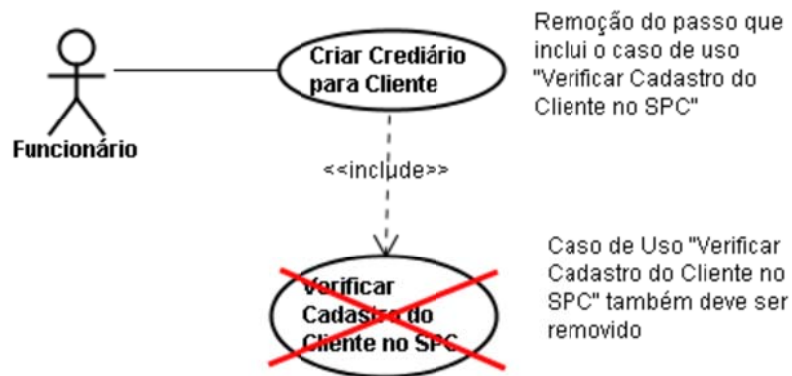 Criar Crediário
para Cliente
Funcionário
Remoção do passo que
inclui o caso de uso
"Verificar Cadastro do
Cliente no SPC"
<<include>>
Verificar
Cadastro do
Cliente no SPC
Caso de Uso "Verificar
Cadastro do Cliente no
SPC" também deve ser
removido